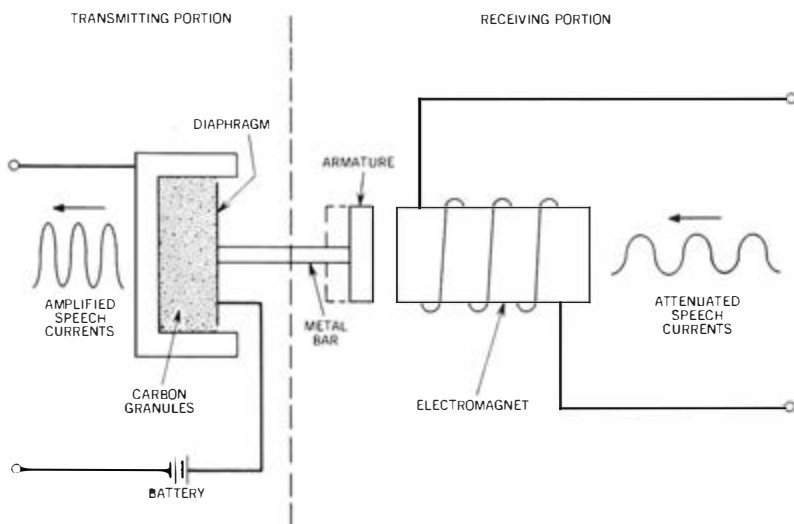 TRANSMITTING PORTION
RECEIVING PORTION
DIAPHRAGM
ARMATURE
AMPLIFIED
SPEECH
CURRENTS
METAL
BAR
ATTENUATED
SPEECH
CURRENTS
CARBON
GRANULES
ELECTROMAGNET
BATTERY